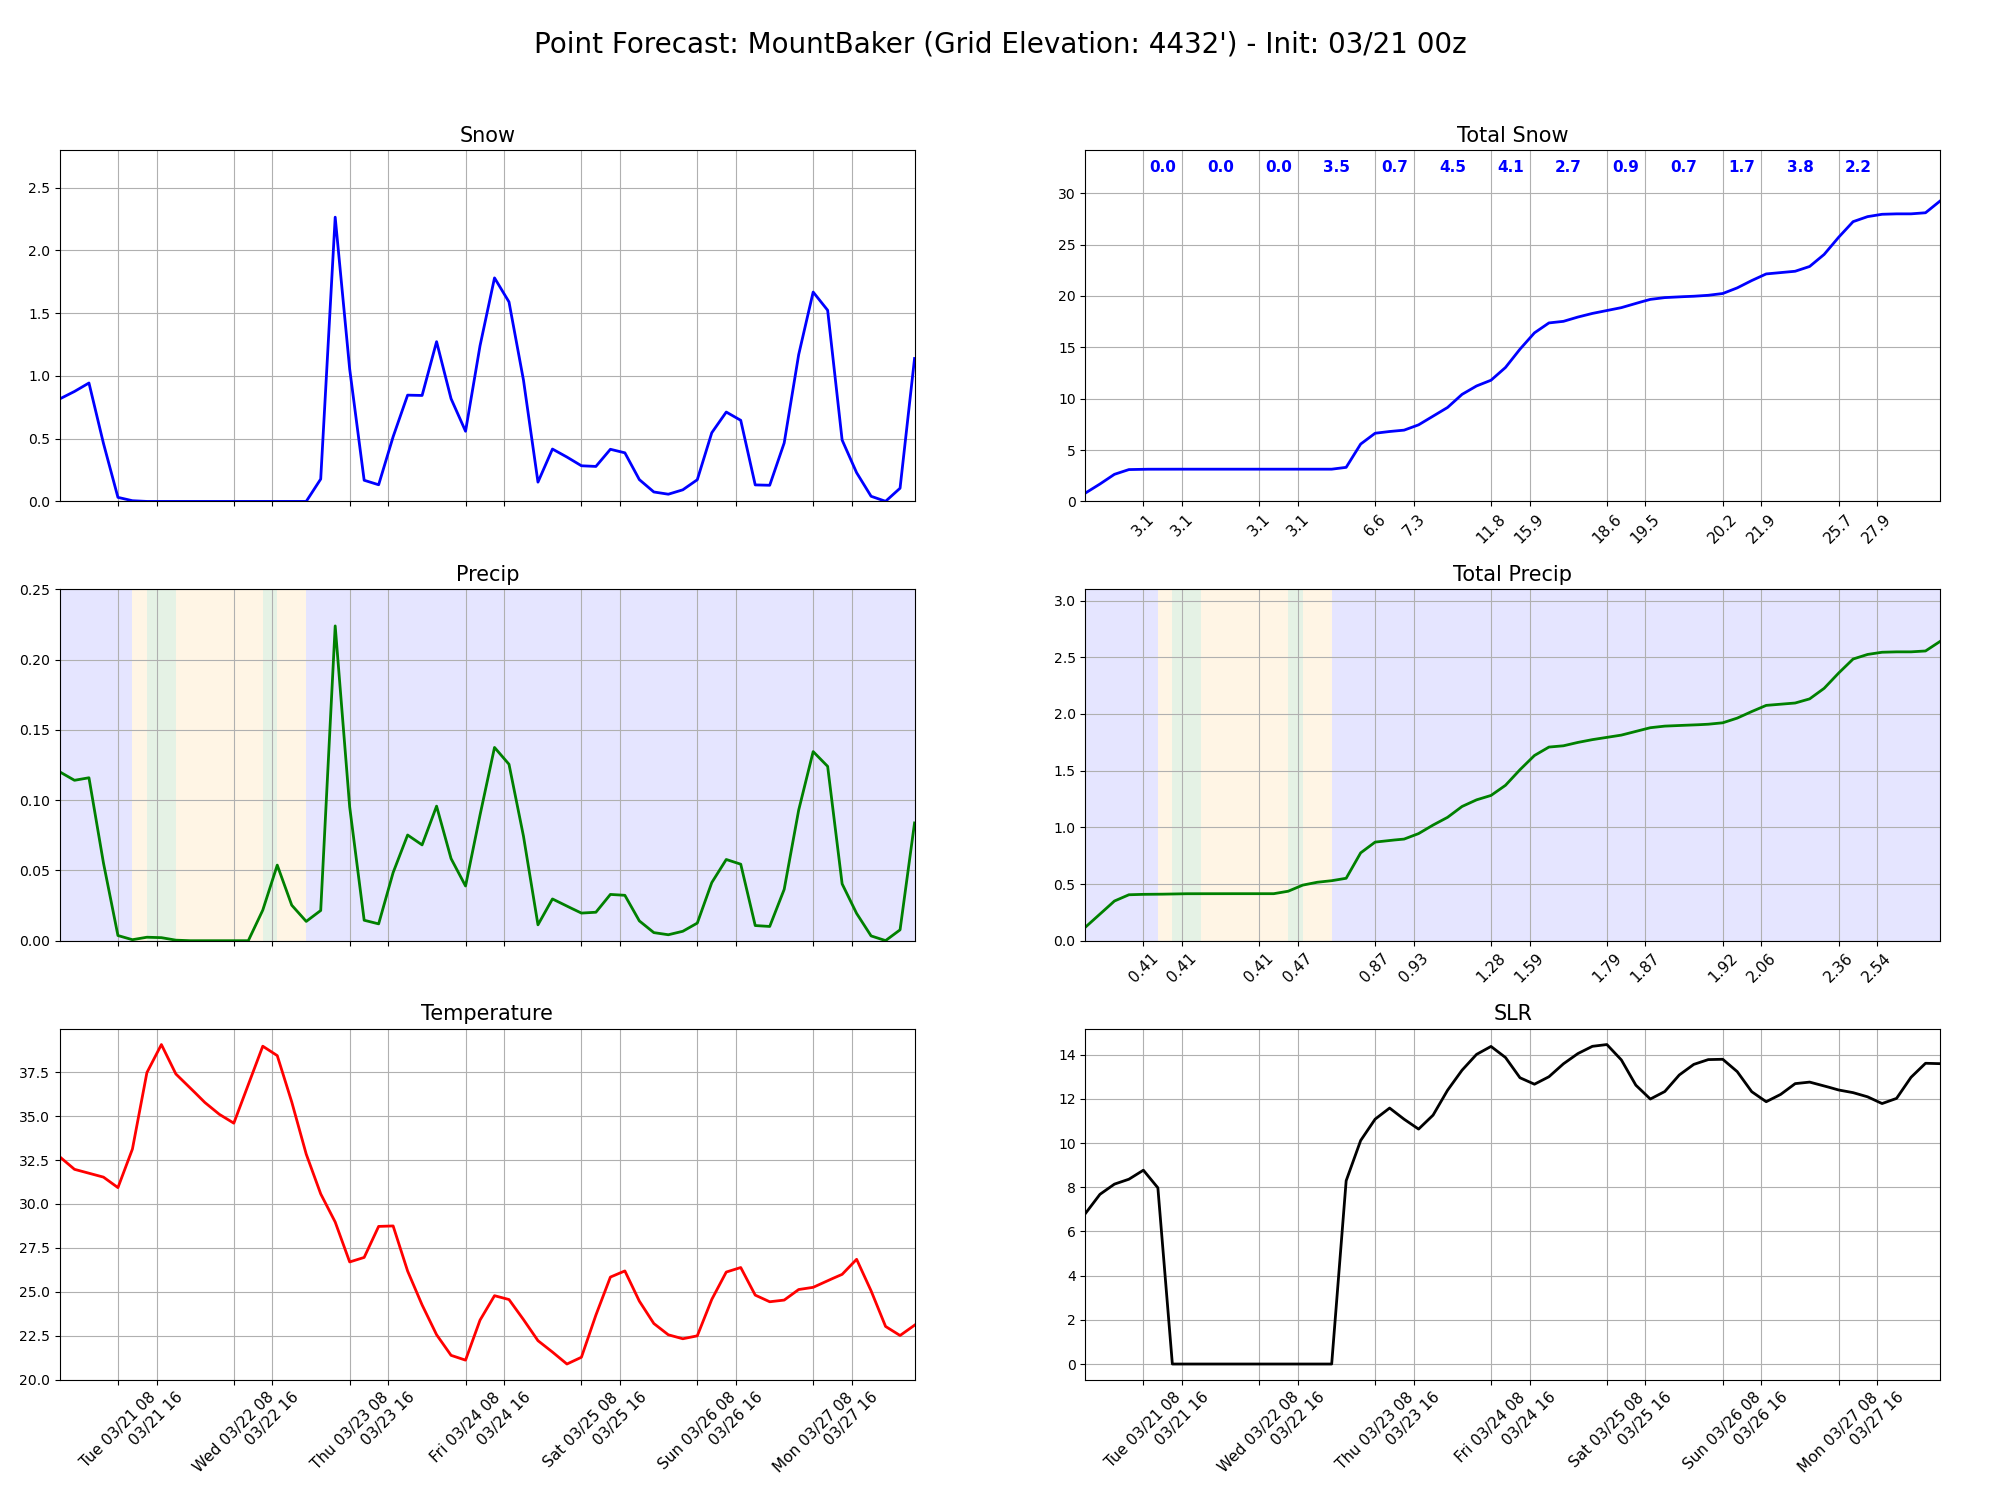 Point Forecast: MountBaker (Grid Elevation: 4432') - Init: 03/21 00z
Snow
2.5
2.0
1.5
1.0
0.5
0.0
Total Snow
0.0 0.0 0.0 3.5 0.7 4.5 4.1 2.7 0.9 0.7 1.7 3.8 2.2
30
25
20
15
10
5
0
3.1 3.1 3.1 3.1 6.6 7.3 11.8 15.9 18.6 19.5 20.2 21.9 25.7 27.9
Precip
0.25
0.20
0.15
0.10
0.05
0.00
Total Precip
3.0
2.5
2.0
1.5
1.0
0.5
0.0
0.41 0.41 0.41 0.47 0.87 0.93 1.28 1.59 1.79 1.87 1.92 2.06 2.36 2.54
Temperature
37.5
35.0
32.5
30.0
27.5
25.0
22.5
20.0
Tue 03/21 08
03/21 16
Wed 03/22 08
03/22 16
Thu 03/23 08
03/23 16
Fri 03/24 08
03/24 16
Sat 03/25 08
03/25 16
Sun 03/26 08
03/26 16
Mon 03/27 08
03/27 16
SLR
14
12
10
8
6
4
2
0
Tue 03/21 08
03/21 16
Wed 03/22 08
03/22 16
Thu 03/23 08
03/23 16
Fri 03/24 08
03/24 16
Sat 03/25 08
03/25 16
Sun 03/26 08
03/26 16
Mon 03/27 08
03/27 16